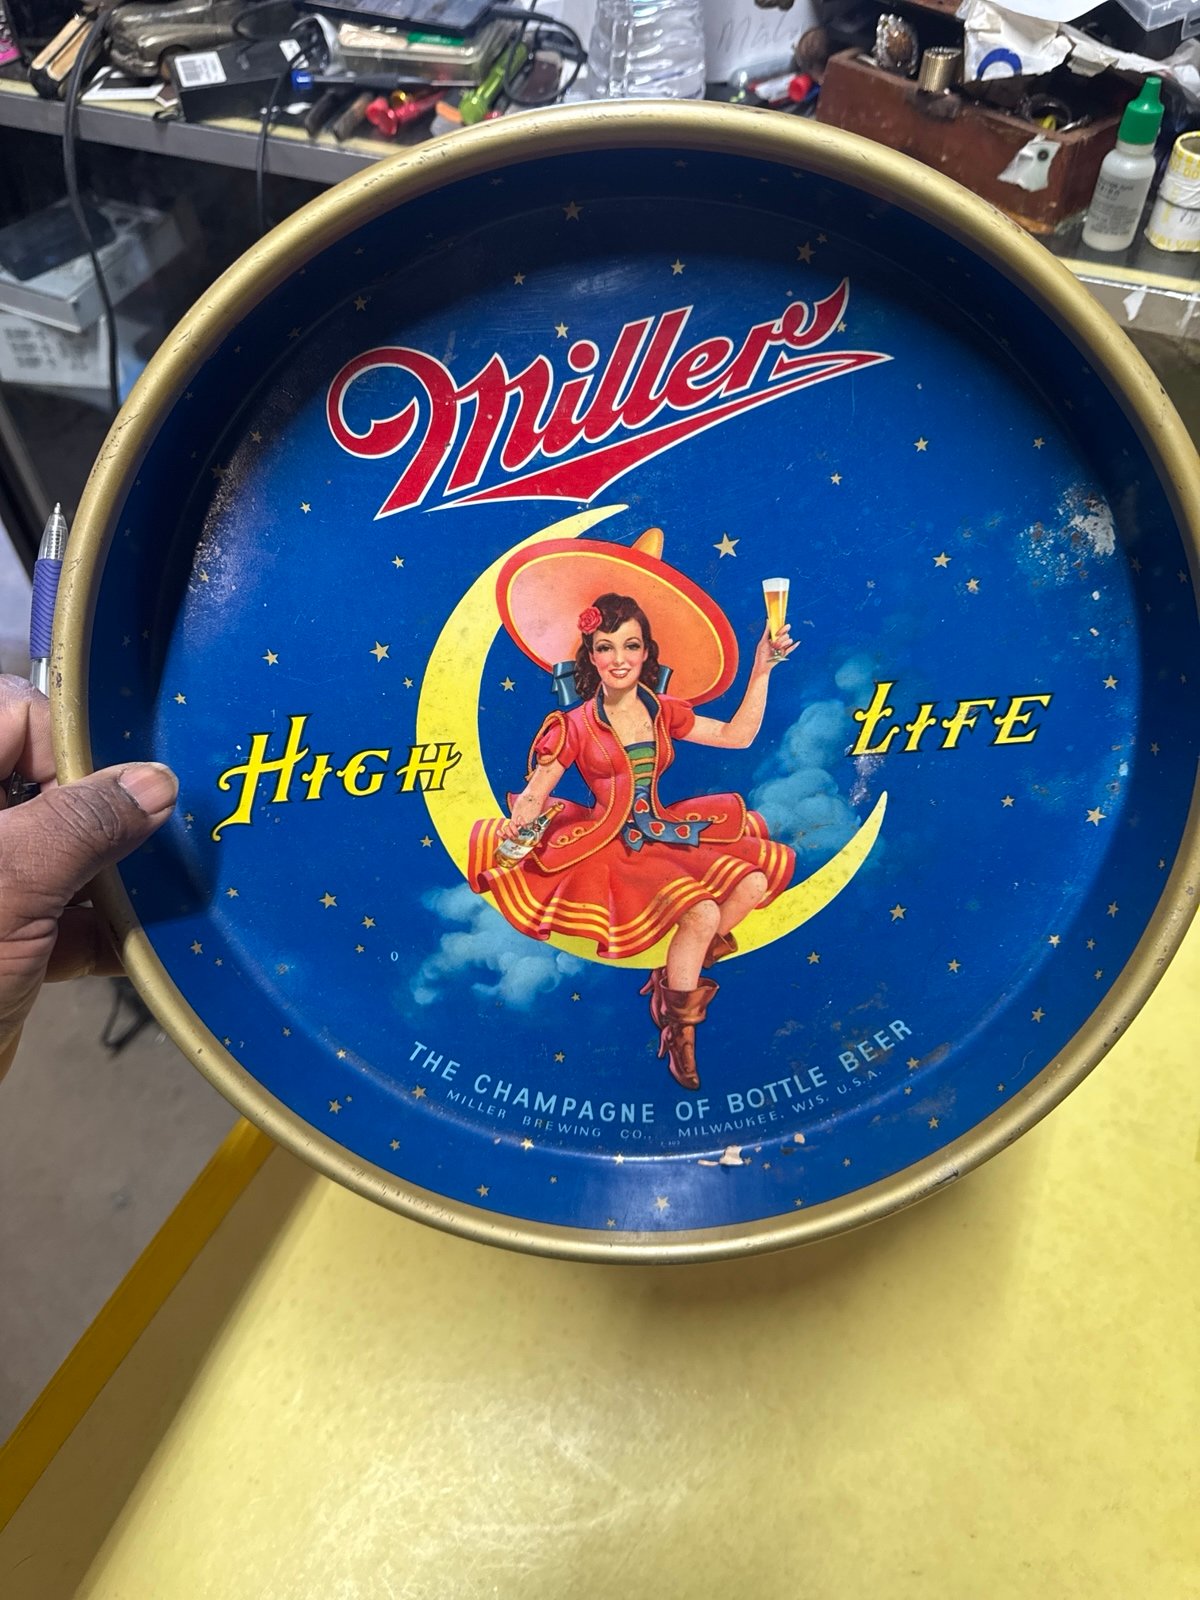 Miller
HIGH LIFE
THE CHAMPAGNE OF BOTTLE BEER
MILLER BREWING CO., MILWAUKEE, WIS. U.S.A.